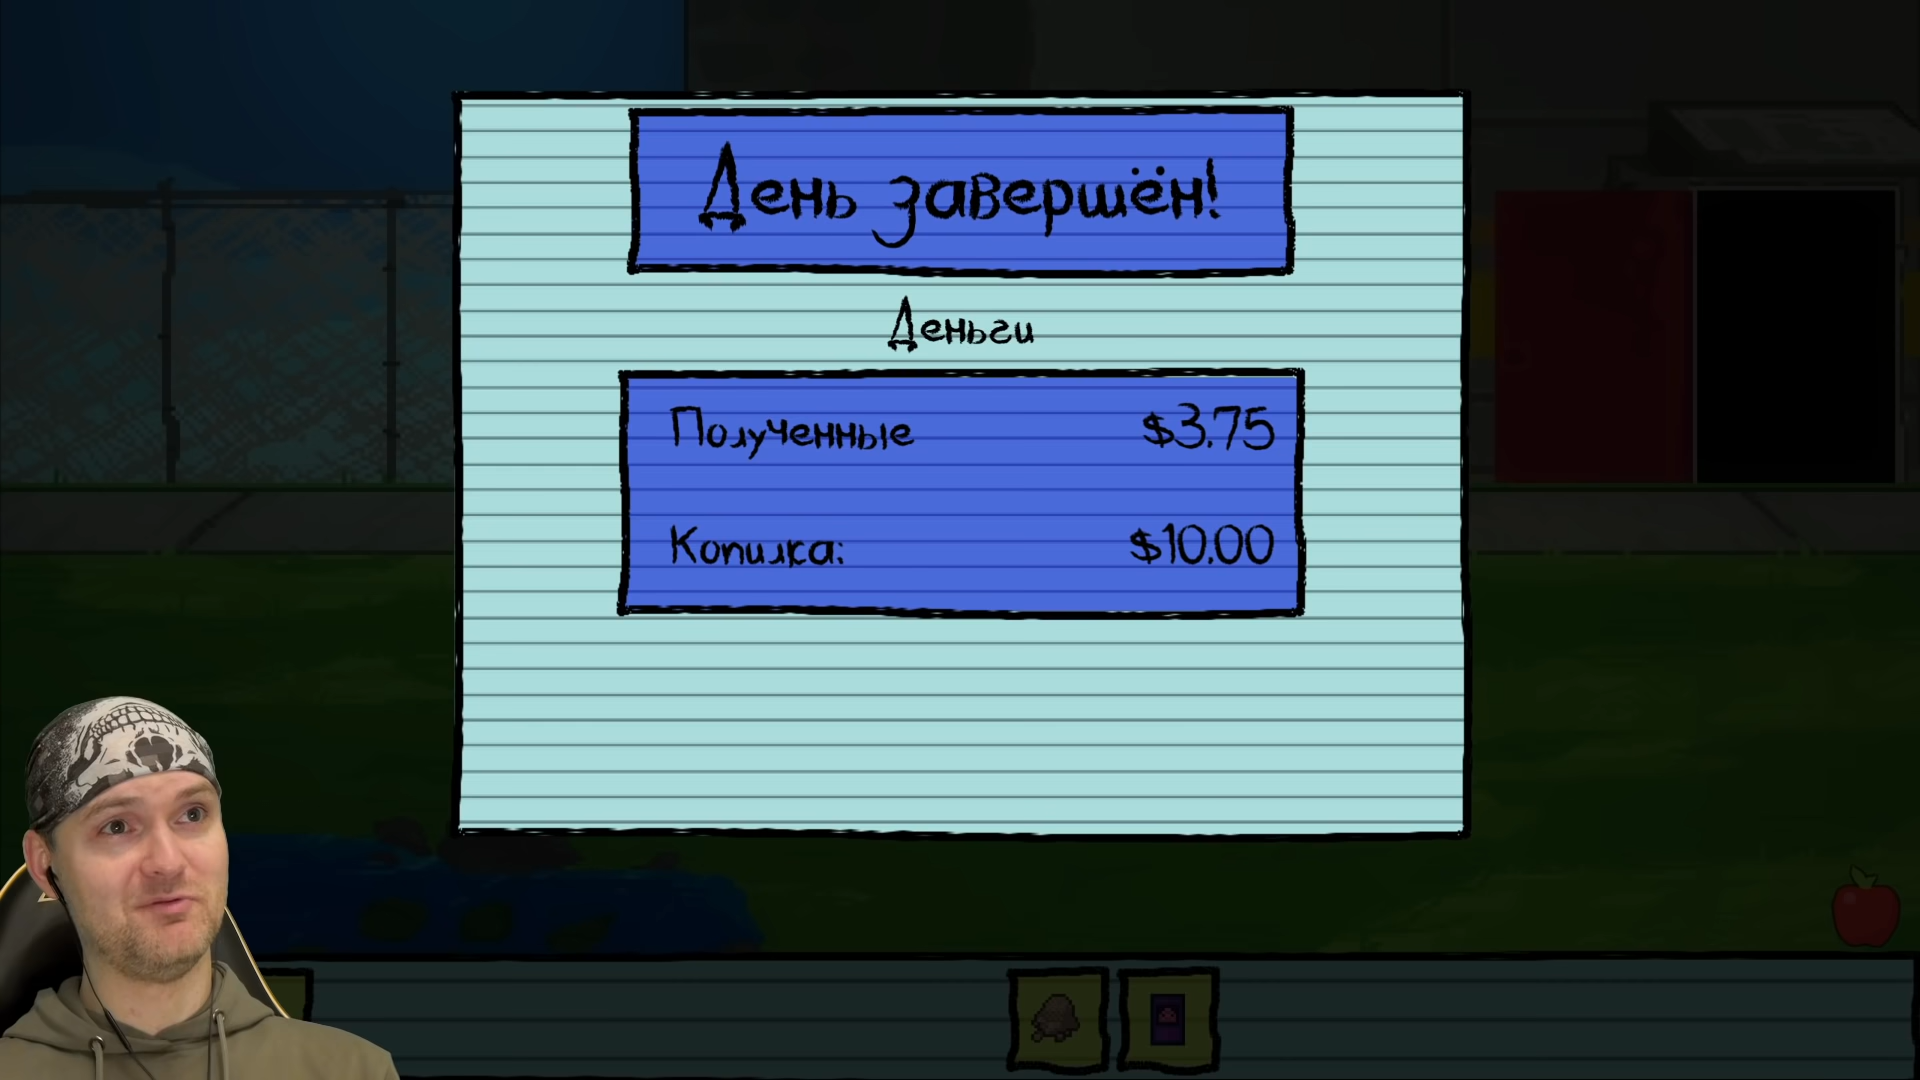 День завершён!
Деньги
Полученные $3.75
Копилка: $10.00